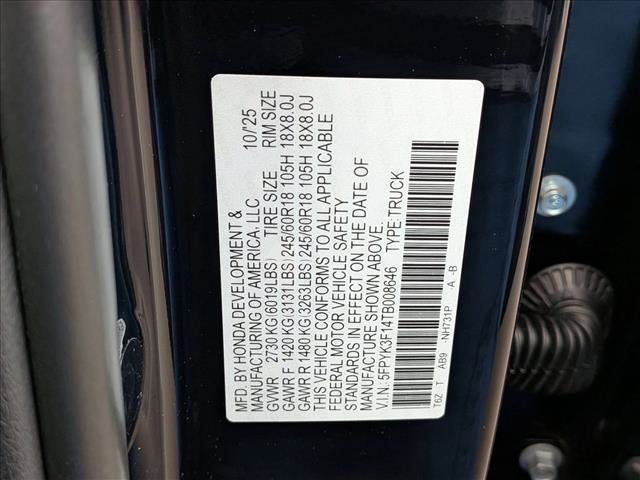 MFD. BY HONDA DEVELOPMENT & 10/25
MANUFACTURING OF AMERICA, LLC
GVWR 2730 KG (6019LBS) TIRE SIZE RIM SIZE
GAWR F 1420 KG (3131LBS) 245/60R18 105H 18X8.0J
GAWR R 1480 KG (3263LBS) 245/60R18 105H 18X8.0J
THIS VEHICLE CONFORMS TO ALL APPLICABLE
FEDERAL MOTOR VEHICLE SAFETY
STANDARDS IN EFFECT ON THE DATE OF
MANUFACTURE SHOWN ABOVE.
V.I.N.: 5FPYK3F14TB008646 TYPE: TRUCK
T6Z T AB9 -NH731P A -B